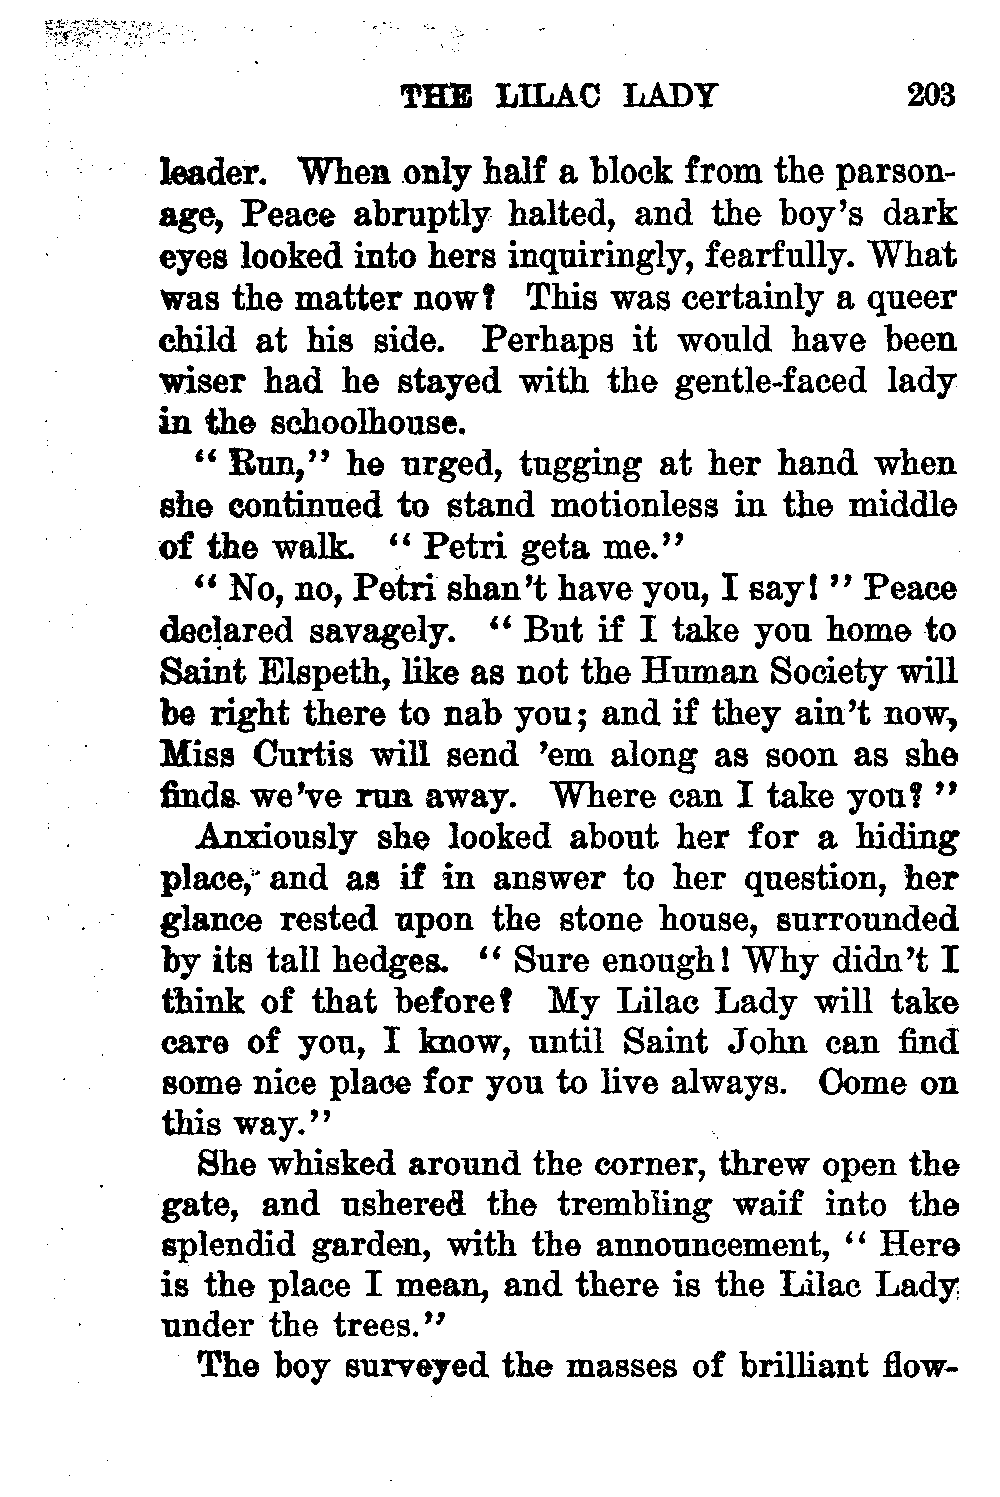 THE LILAC LADY 203
leader. When only half a block from the parson-
age, Peace abruptly halted, and the boy's dark
eyes looked into hers inquiringly, fearfully. What
was the matter now? This was certainly a queer
child at his side. Perhaps it would have been
wiser had he stayed with the gentle-faced lady
in the schoolhouse.
" Run," he urged, tugging at her hand when
she continued to stand motionless in the middle
of the walk. " Petri geta me."
" No, no, Petri shan't have you, I say! " Peace
declared savagely. " But if I take you home to
Saint Elspeth, like as not the Human Society will
be right there to nab you; and if they ain't now,
Miss Curtis will send 'em along as soon as she
finds we've run away. Where can I take you? "
Anxiously she looked about her for a hiding
place, and as if in answer to her question, her
glance rested upon the stone house, surrounded
by its tall hedges. " Sure enough! Why didn't I
think of that before? My Lilac Lady will take
care of you, I know, until Saint John can find
some nice place for you to live always. Come on
this way."
She whisked around the corner, threw open the
gate, and ushered the trembling waif into the
splendid garden, with the announcement, " Here
is the place I mean, and there is the Lilac Lady
under the trees."
The boy surveyed the masses of brilliant flow-